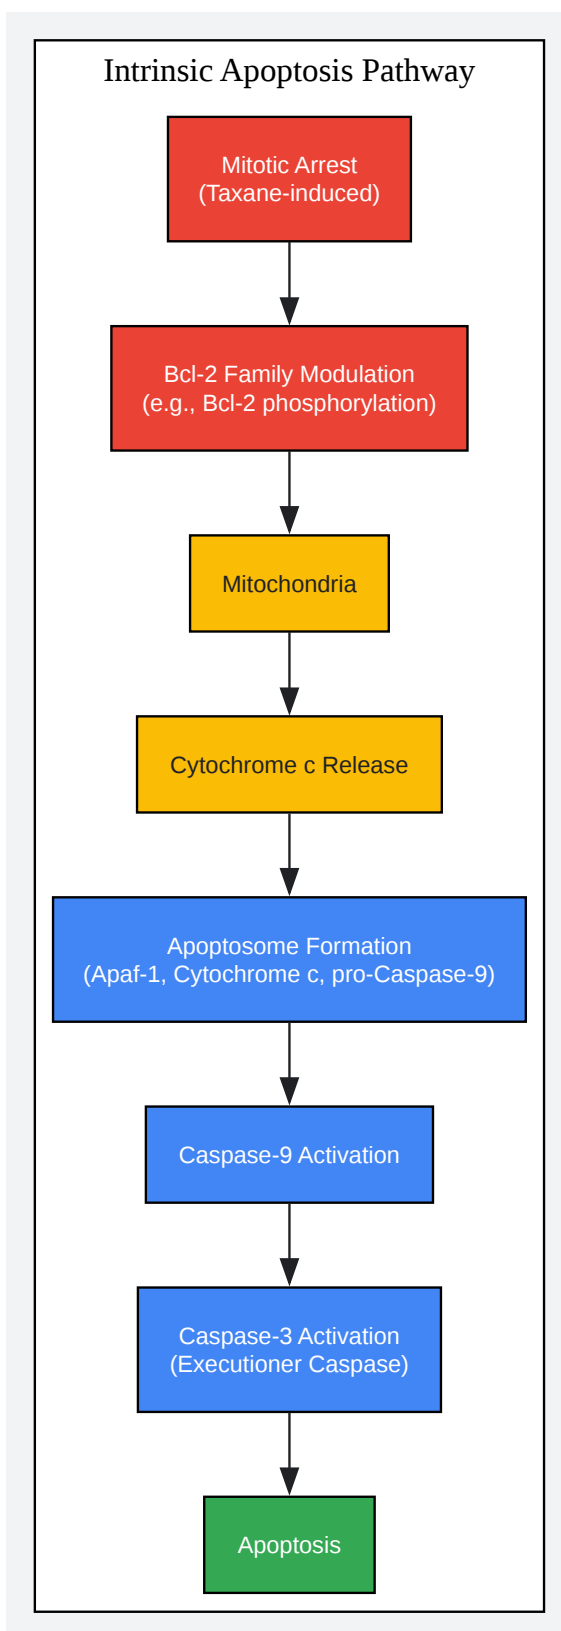 Intrinsic Apoptosis Pathway
Mitotic Arrest
(Taxane-induced)
Bcl-2 Family Modulation
(e.g., Bcl-2 phosphorylation)
Mitochondria
Cytochrome c Release
Apoptosome Formation
(Apaf-1, Cytochrome c, pro-Caspase-9)
Caspase-9 Activation
Caspase-3 Activation
(Executioner Caspase)
Apoptosis